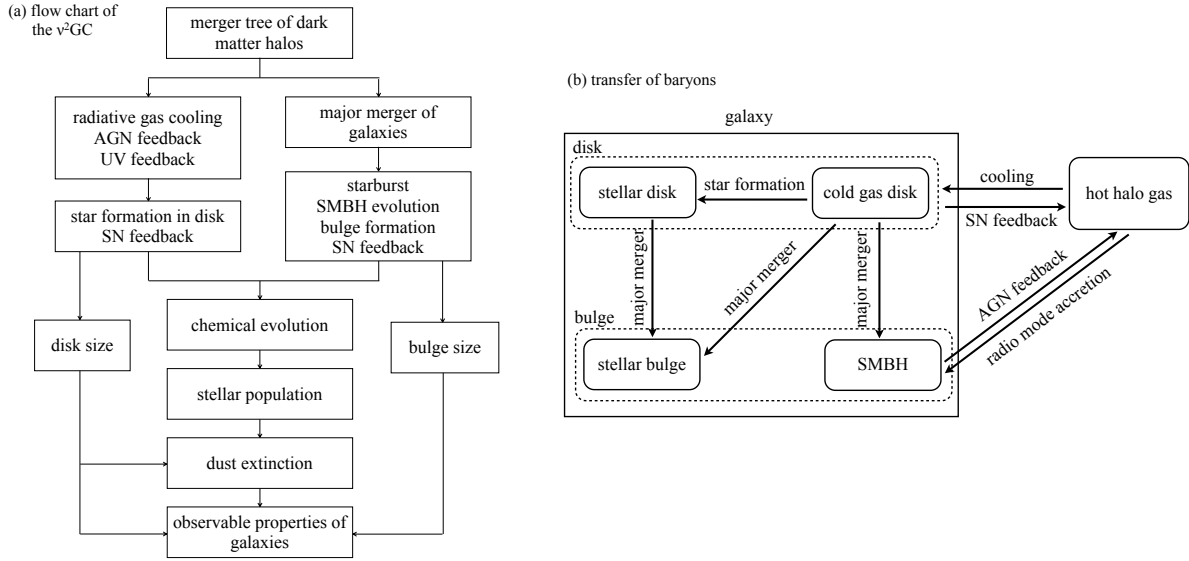 (a) flow chart of
the ν²GC
merger tree of dark
matter halos
radiative gas cooling
AGN feedback
UV feedback
major merger of
galaxies
star formation in disk
SN feedback
starburst
SMBH evolution
bulge formation
SN feedback
disk size
chemical evolution
bulge size
stellar population
dust extinction
observable properties of
galaxies
(b) transfer of baryons
galaxy
disk
stellar disk
star formation
cold gas disk
cooling
SN feedback
hot halo gas
major merger
major merger
major merger
AGN feedback
radio mode accretion
bulge
stellar bulge
SMBH